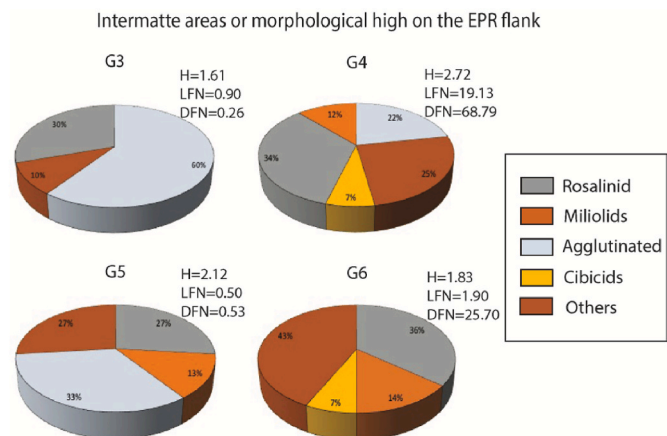 Intermatte areas or morphological high on the EPR flank
G3
H=1.61
LFN=0.90
DFN=0.26
30%
10%
60%
G4
H=2.72
LFN=19.13
DFN=68.79
12%
22%
34%
25%
7%
Rosalinid
Miliolids
Agglutinated
Cibicids
Others
G5
H=2.12
LFN=0.50
DFN=0.53
27%
27%
13%
33%
G6
H=1.83
LFN=1.90
DFN=25.70
43%
36%
7%
14%